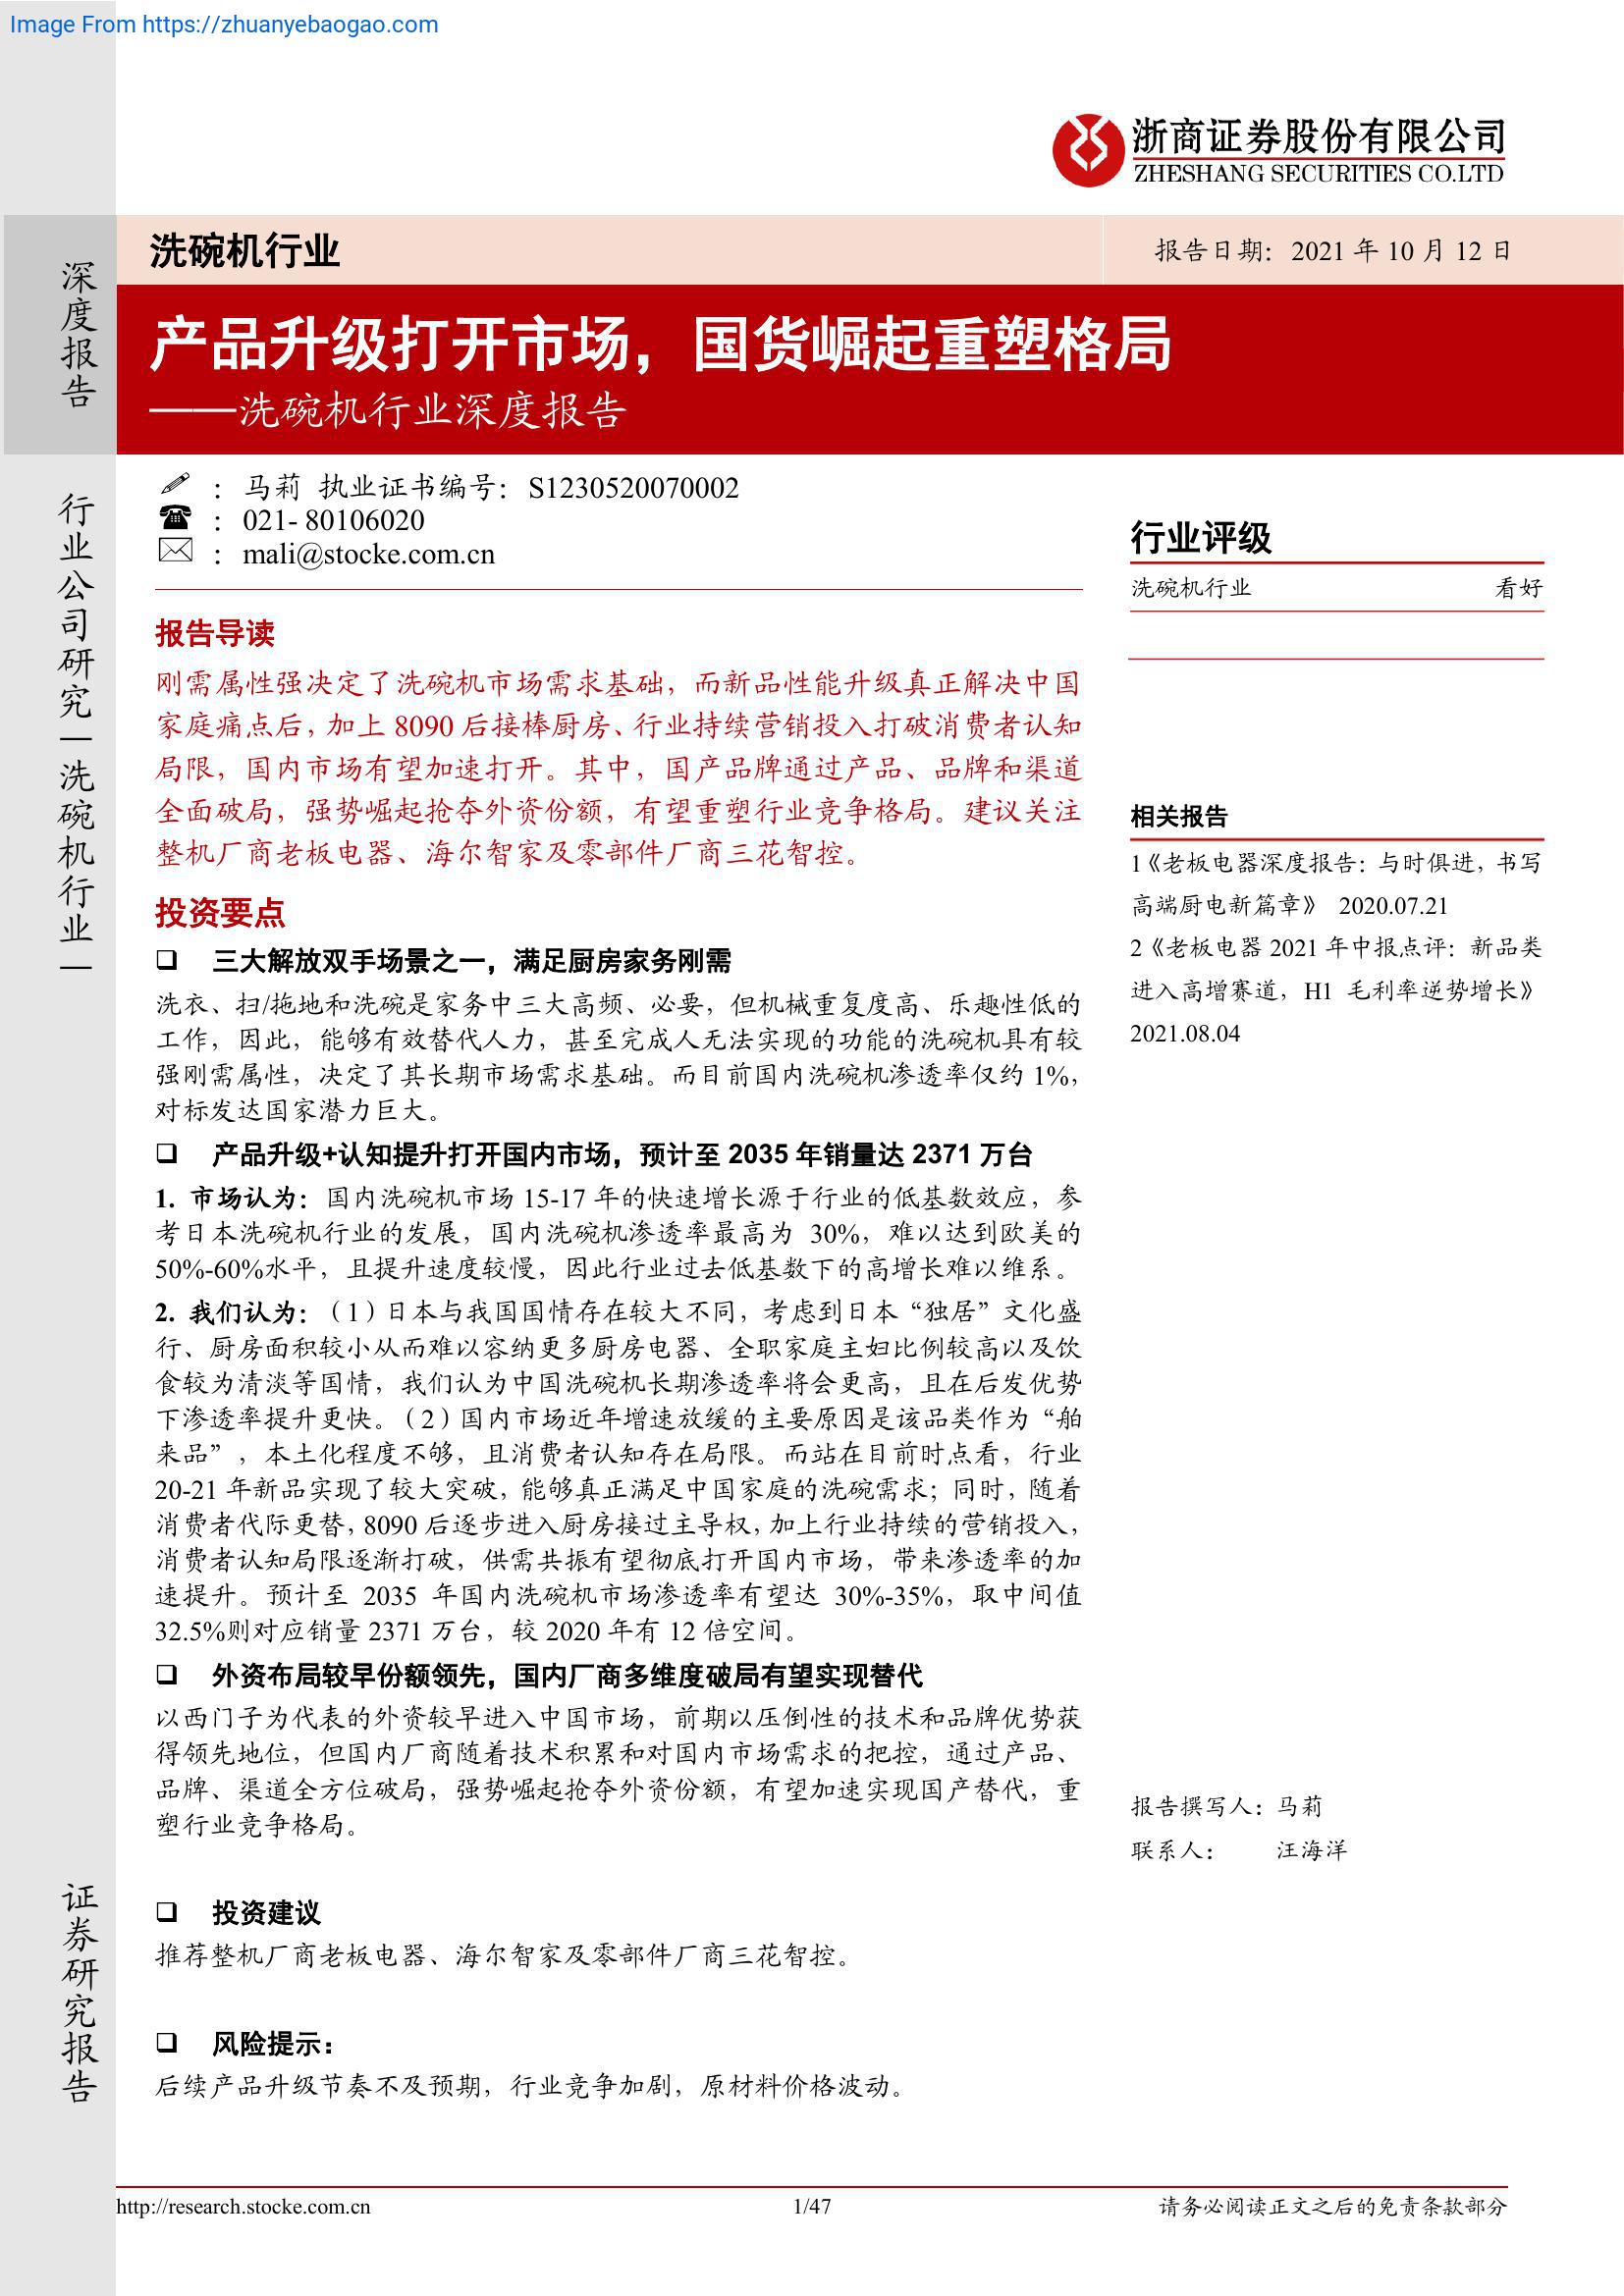 Image From https://zhuanyebaogao.com
浙商证券股份有限公司
ZHESHANG SECURITIES CO.LTD
深度报告
行业公司研究—洗碗机行业—
证券研究报告
洗碗机行业
报告日期：2021 年 10 月 12 日
产品升级打开市场，国货崛起重塑格局
——洗碗机行业深度报告
： 马莉 执业证书编号：S1230520070002
： 021- 80106020
： mali@stocke.com.cn
报告导读
刚需属性强决定了洗碗机市场需求基础，而新品性能升级真正解决中国
家庭痛点后，加上 8090 后接棒厨房、行业持续营销投入打破消费者认知
局限，国内市场有望加速打开。其中，国产品牌通过产品、品牌和渠道
全面破局，强势崛起抢夺外资份额，有望重塑行业竞争格局。建议关注
整机厂商老板电器、海尔智家及零部件厂商三花智控。
投资要点
❑ 三大解放双手场景之一，满足厨房家务刚需
洗衣、扫/拖地和洗碗是家务中三大高频、必要，但机械重复度高、乐趣性低的
工作，因此，能够有效替代人力，甚至完成人无法实现的功能的洗碗机具有较
强刚需属性，决定了其长期市场需求基础。而目前国内洗碗机渗透率仅约 1%，
对标发达国家潜力巨大。
❑ 产品升级+认知提升打开国内市场，预计至 2035 年销量达 2371 万台
1. 市场认为：国内洗碗机市场 15-17 年的快速增长源于行业的低基数效应，参
考日本洗碗机行业的发展，国内洗碗机渗透率最高为 30%，难以达到欧美的
50%-60%水平，且提升速度较慢，因此行业过去低基数下的高增长难以维系。
2. 我们认为：（1）日本与我国国情存在较大不同，考虑到日本“独居”文化盛
行、厨房面积较小从而难以容纳更多厨房电器、全职家庭主妇比例较高以及饮
食较为清淡等国情，我们认为中国洗碗机长期渗透率将会更高，且在后发优势
下渗透率提升更快。（2）国内市场近年增速放缓的主要原因是该品类作为“舶
来品”，本土化程度不够，且消费者认知存在局限。而站在目前时点看，行业
20-21 年新品实现了较大突破，能够真正满足中国家庭的洗碗需求；同时，随着
消费者代际更替，8090 后逐步进入厨房接过主导权，加上行业持续的营销投入，
消费者认知局限逐渐打破，供需共振有望彻底打开国内市场，带来渗透率的加
速提升。预计至 2035 年国内洗碗机市场渗透率有望达 30%-35%，取中间值
32.5%则对应销量 2371 万台，较 2020 年有 12 倍空间。
❑ 外资布局较早份额领先，国内厂商多维度破局有望实现替代
以西门子为代表的外资较早进入中国市场，前期以压倒性的技术和品牌优势获
得领先地位，但国内厂商随着技术积累和对国内市场需求的把控，通过产品、
品牌、渠道全方位破局，强势崛起抢夺外资份额，有望加速实现国产替代，重
塑行业竞争格局。
❑ 投资建议
推荐整机厂商老板电器、海尔智家及零部件厂商三花智控。
❑ 风险提示：
后续产品升级节奏不及预期，行业竞争加剧，原材料价格波动。
行业评级
洗碗机行业 看好
相关报告
1《老板电器深度报告：与时俱进，书写
高端厨电新篇章》 2020.07.21
2《老板电器 2021 年中报点评：新品类
进入高增赛道，H1 毛利率逆势增长》
2021.08.04
报告撰写人：马莉
联系人： 汪海洋
http://research.stocke.com.cn
1/47
请务必阅读正文之后的免责条款部分